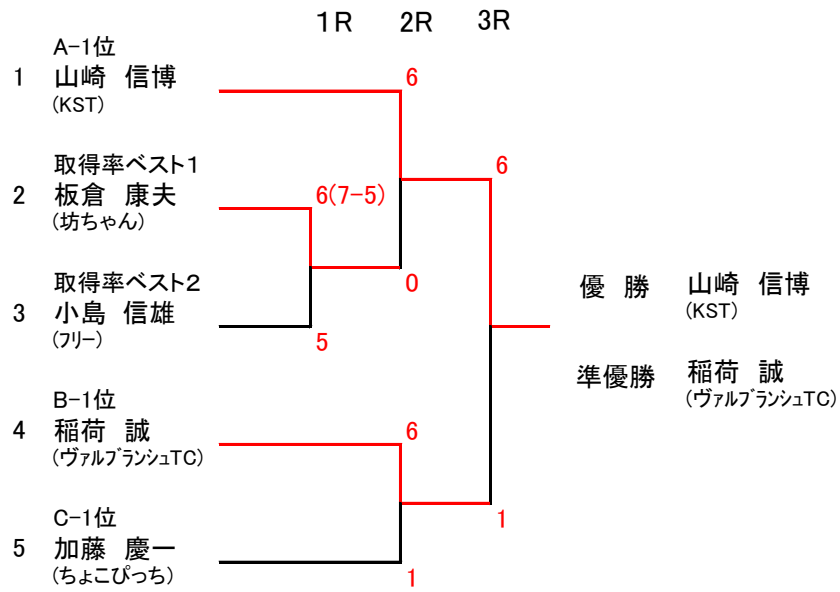 1R 2R 3R
A-1位
1 山崎 信博
(KST)
6
取得率ベスト1
2 板倉 康夫
(坊ちゃん)
6(7-5)
6
取得率ベスト2
3 小島 信雄
(フリー)
0
5
優 勝 山崎 信博
(KST)
準優勝 稲荷 誠
(ヴァルブランシュTC)
B-1位
4 稲荷 誠
(ヴァルブランシュTC)
6
1
C-1位
5 加藤 慶一
(ちょこぴっち)
1